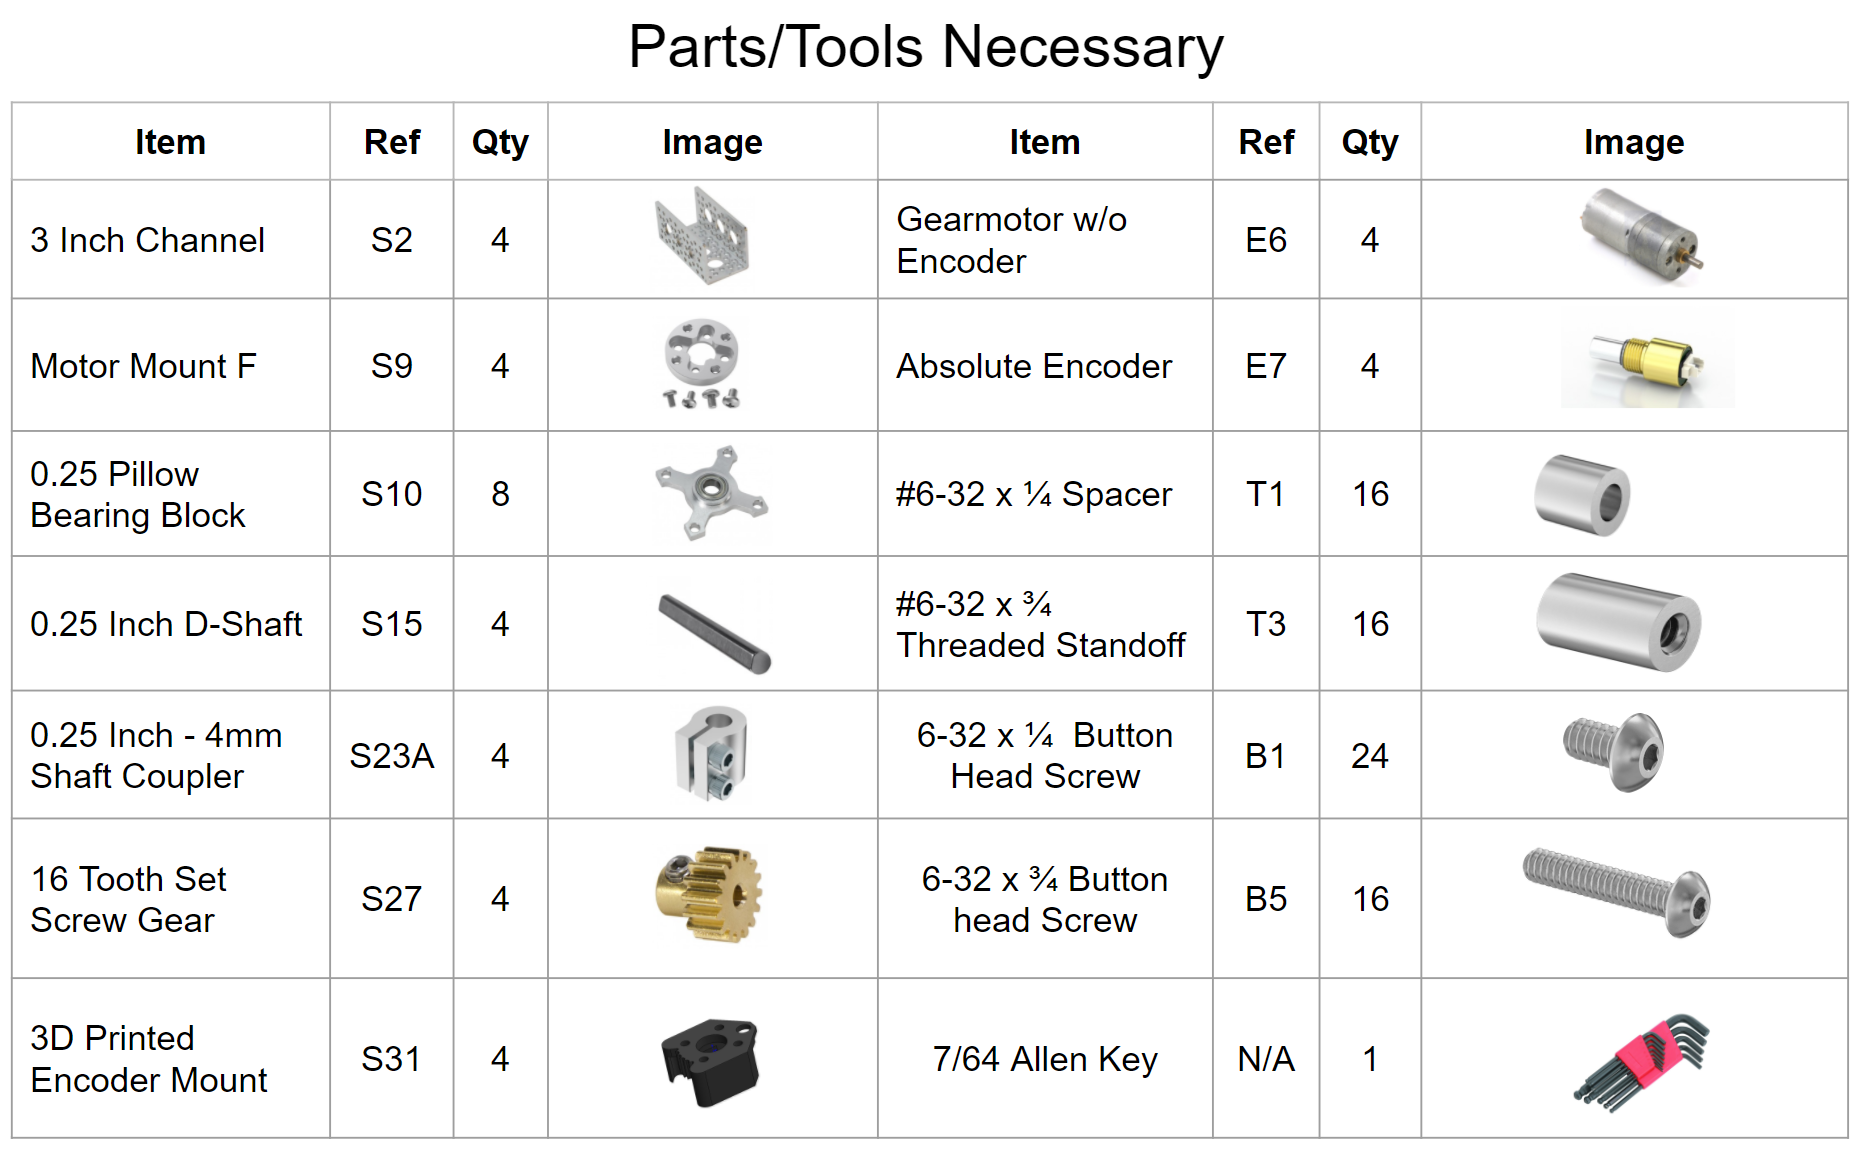 Parts/Tools Necessary
Item Ref Qty Image Item Ref Qty Image
3 Inch Channel S2 4 Gearmotor w/o Encoder E6 4
Motor Mount F S9 4 Absolute Encoder E7 4
0.25 Pillow Bearing Block S10 8 #6-32 x ¼ Spacer T1 16
0.25 Inch D-Shaft S15 4 #6-32 x ¾ Threaded Standoff T3 16
0.25 Inch - 4mm Shaft Coupler S23A 4 6-32 x ¼ Button Head Screw B1 24
16 Tooth Set Screw Gear S27 4 6-32 x ¾ Button head Screw B5 16
3D Printed Encoder Mount S31 4 7/64 Allen Key N/A 1